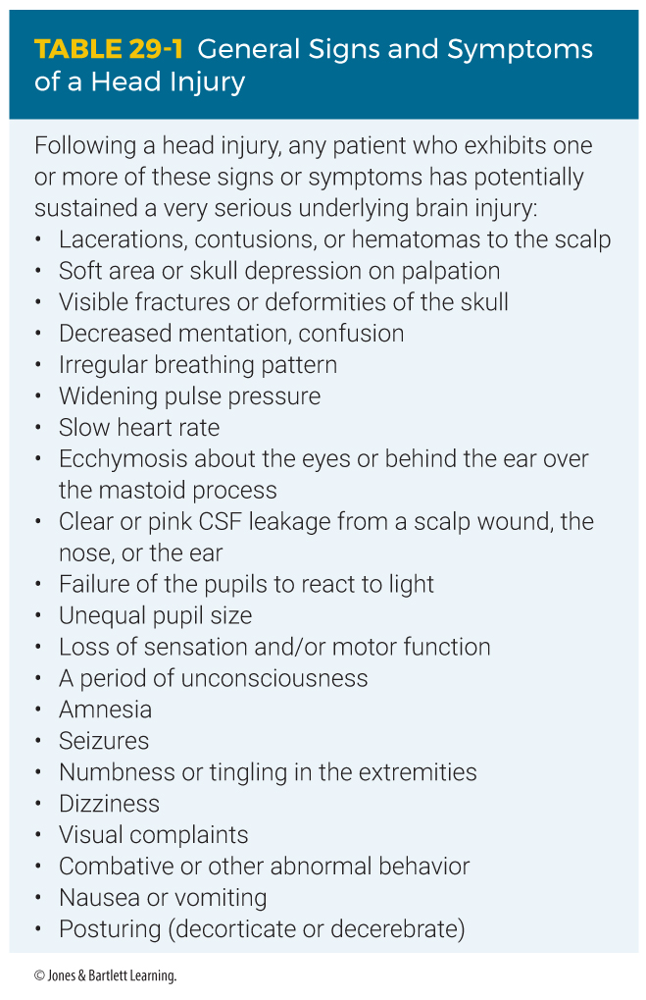 TABLE 29-1 General Signs and Symptoms
of a Head Injury
Following a head injury, any patient who exhibits one
or more of these signs or symptoms has potentially
sustained a very serious underlying brain injury:
• Lacerations, contusions, or hematomas to the scalp
• Soft area or skull depression on palpation
• Visible fractures or deformities of the skull
• Decreased mentation, confusion
• Irregular breathing pattern
• Widening pulse pressure
• Slow heart rate
• Ecchymosis about the eyes or behind the ear over
the mastoid process
• Clear or pink CSF leakage from a scalp wound, the
nose, or the ear
• Failure of the pupils to react to light
• Unequal pupil size
• Loss of sensation and/or motor function
• A period of unconsciousness
• Amnesia
• Seizures
• Numbness or tingling in the extremities
• Dizziness
• Visual complaints
• Combative or other abnormal behavior
• Nausea or vomiting
• Posturing (decorticate or decerebrate)
© Jones & Bartlett Learning.